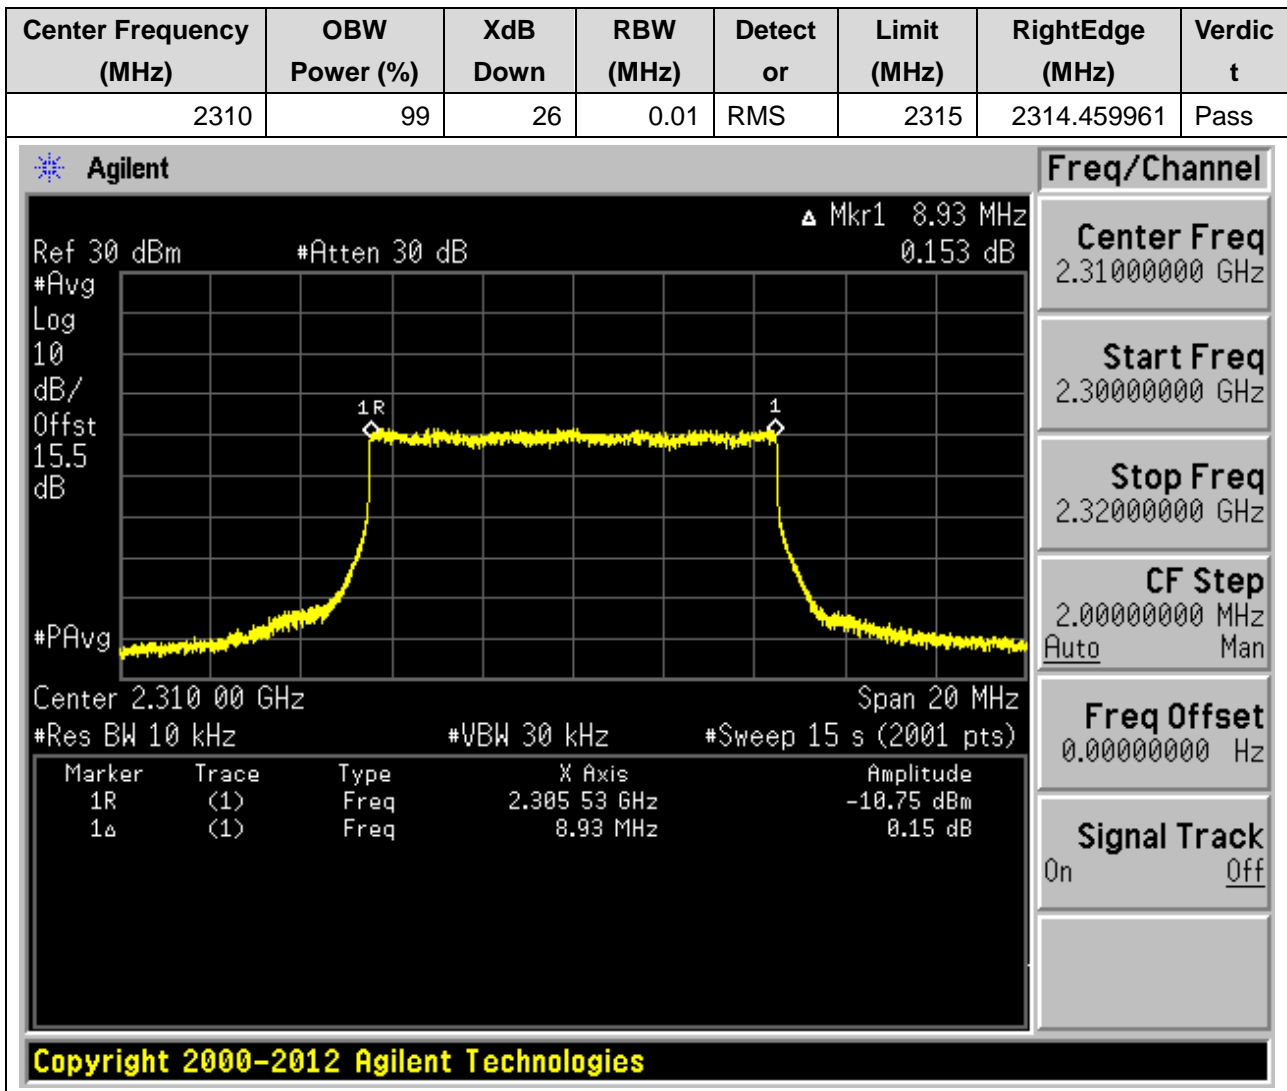 Center Frequency (MHz) OBW Power (%) XdB Down RBW (MHz) Detect or Limit (MHz) RightEdge (MHz) Verdic t
2310 99 26 0.01 RMS 2315 2314.459961 Pass
Agilent
Freq/Channel
Δ Mkr1 8.93 MHz
Ref 30 dBm #Atten 30 dB 0.153 dB
#Avg
Log
10
dB/
Offst
15.5
dB
1R
1
#PAvg
Center 2.310 00 GHz Span 20 MHz
#Res BW 10 kHz #VBW 30 kHz #Sweep 15 s (2001 pts)
Marker Trace Type X Axis Amplitude
1R (1) Freq 2.305 53 GHz -10.75 dBm
1Δ (1) Freq 8.93 MHz 0.15 dB
Center Freq
2.31000000 GHz
Start Freq
2.30000000 GHz
Stop Freq
2.32000000 GHz
CF Step
2.00000000 MHz
Auto Man
Freq Offset
0.00000000 Hz
Signal Track
On Off
Copyright 2000-2012 Agilent Technologies